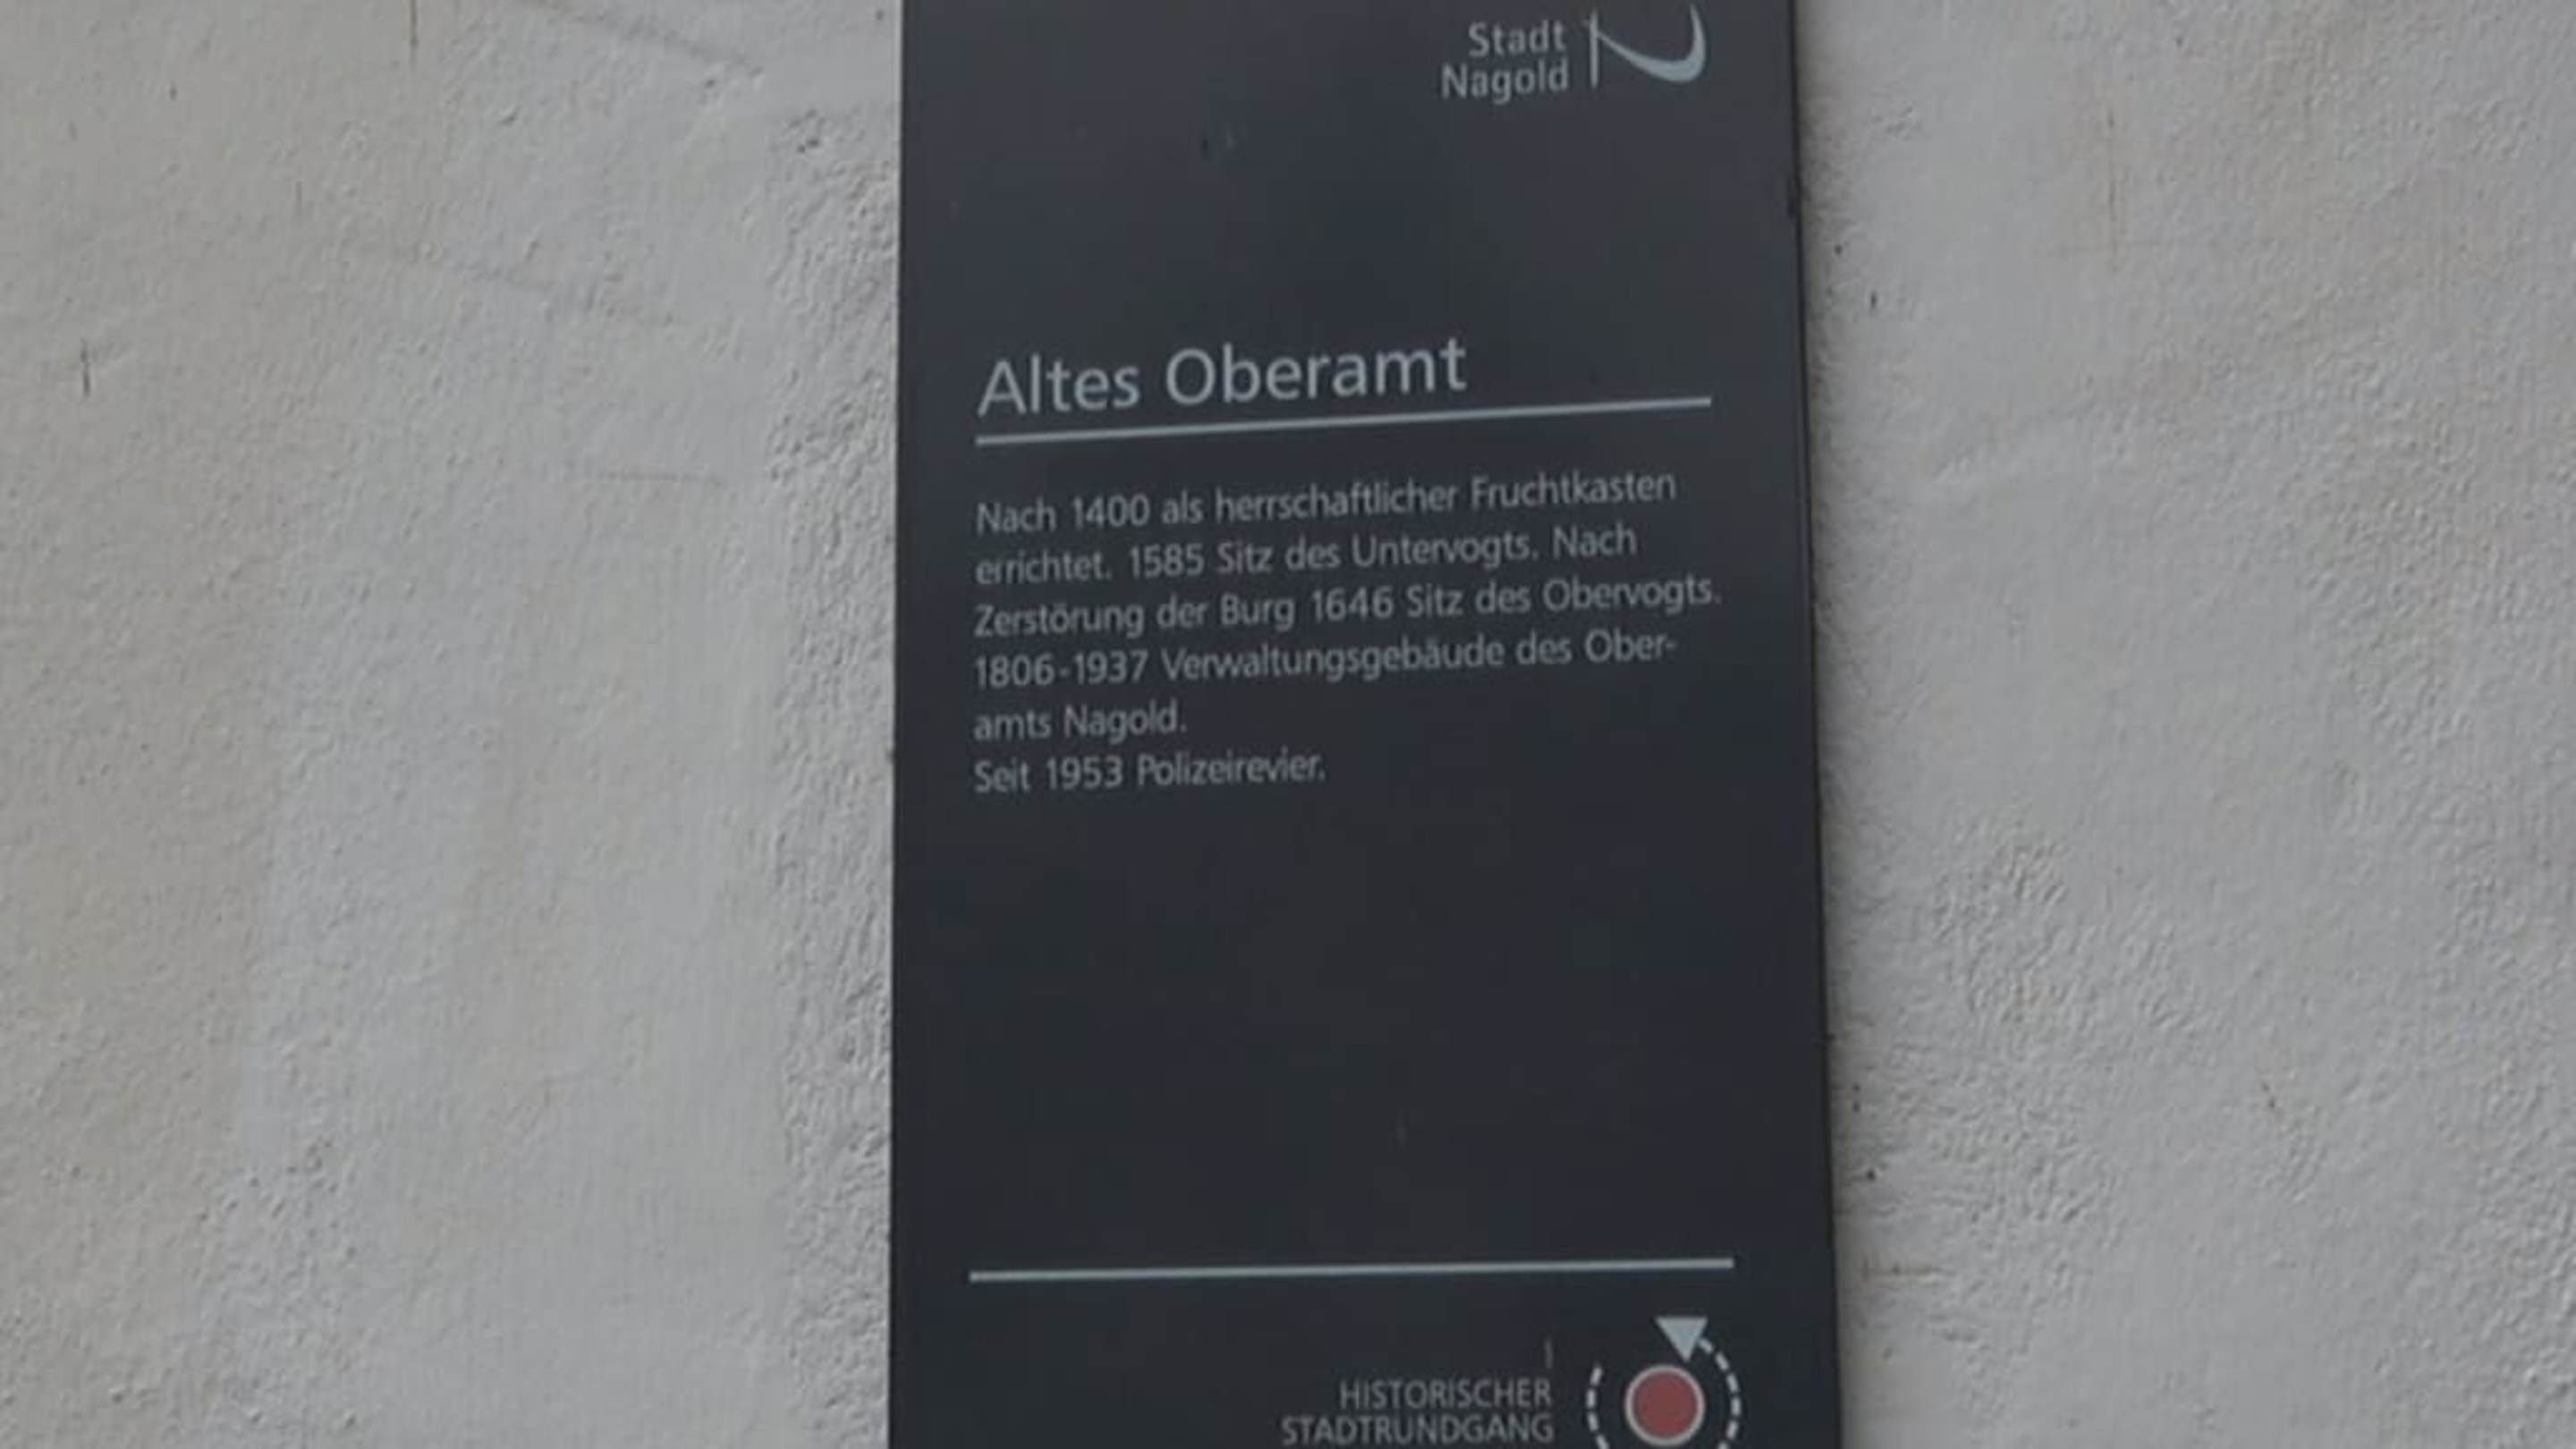 Stadt
Nagold
Altes Oberamt
Nach 1400 als herrschaftlicher Fruchtkasten
errichtet. 1585 Sitz des Untervogts. Nach
Zerstörung der Burg 1646 Sitz des Obervogts.
1806-1937 Verwaltungsgebäude des Ober-
amts Nagold.
Seit 1953 Polizeirevier.
HISTORISCHER
STADTRUNDGANG